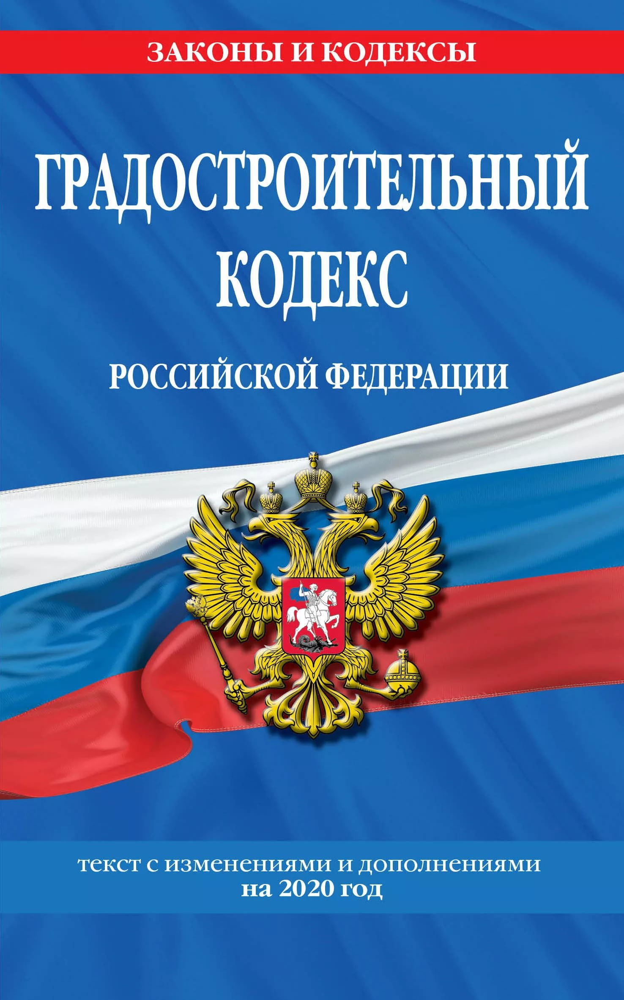 ЗАКОНЫ И КОДЕКСЫ
ГРАДОСТРОИТЕЛЬНЫЙ
КОДЕКС
РОССИЙСКОЙ ФЕДЕРАЦИИ
текст с изменениями и дополнениями
на 2020 год